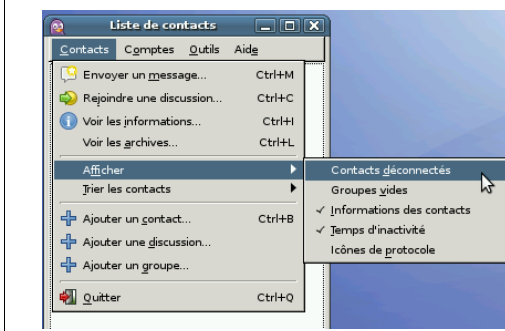 Liste de contacts
Contacts Comptes Outils Aide
Envoyer un message... Ctrl+M
Rejoindre une discussion... Ctrl+C
Voir les informations... Ctrl+I
Voir les archives... Ctrl+L
Afficher
Trier les contacts
Ajouter un contact... Ctrl+B
Ajouter une discussion...
Ajouter un groupe...
Quitter Ctrl+Q
Contacts déconnectés
Groupes vides
Informations des contacts
Temps d'inactivité
Icônes de protocole